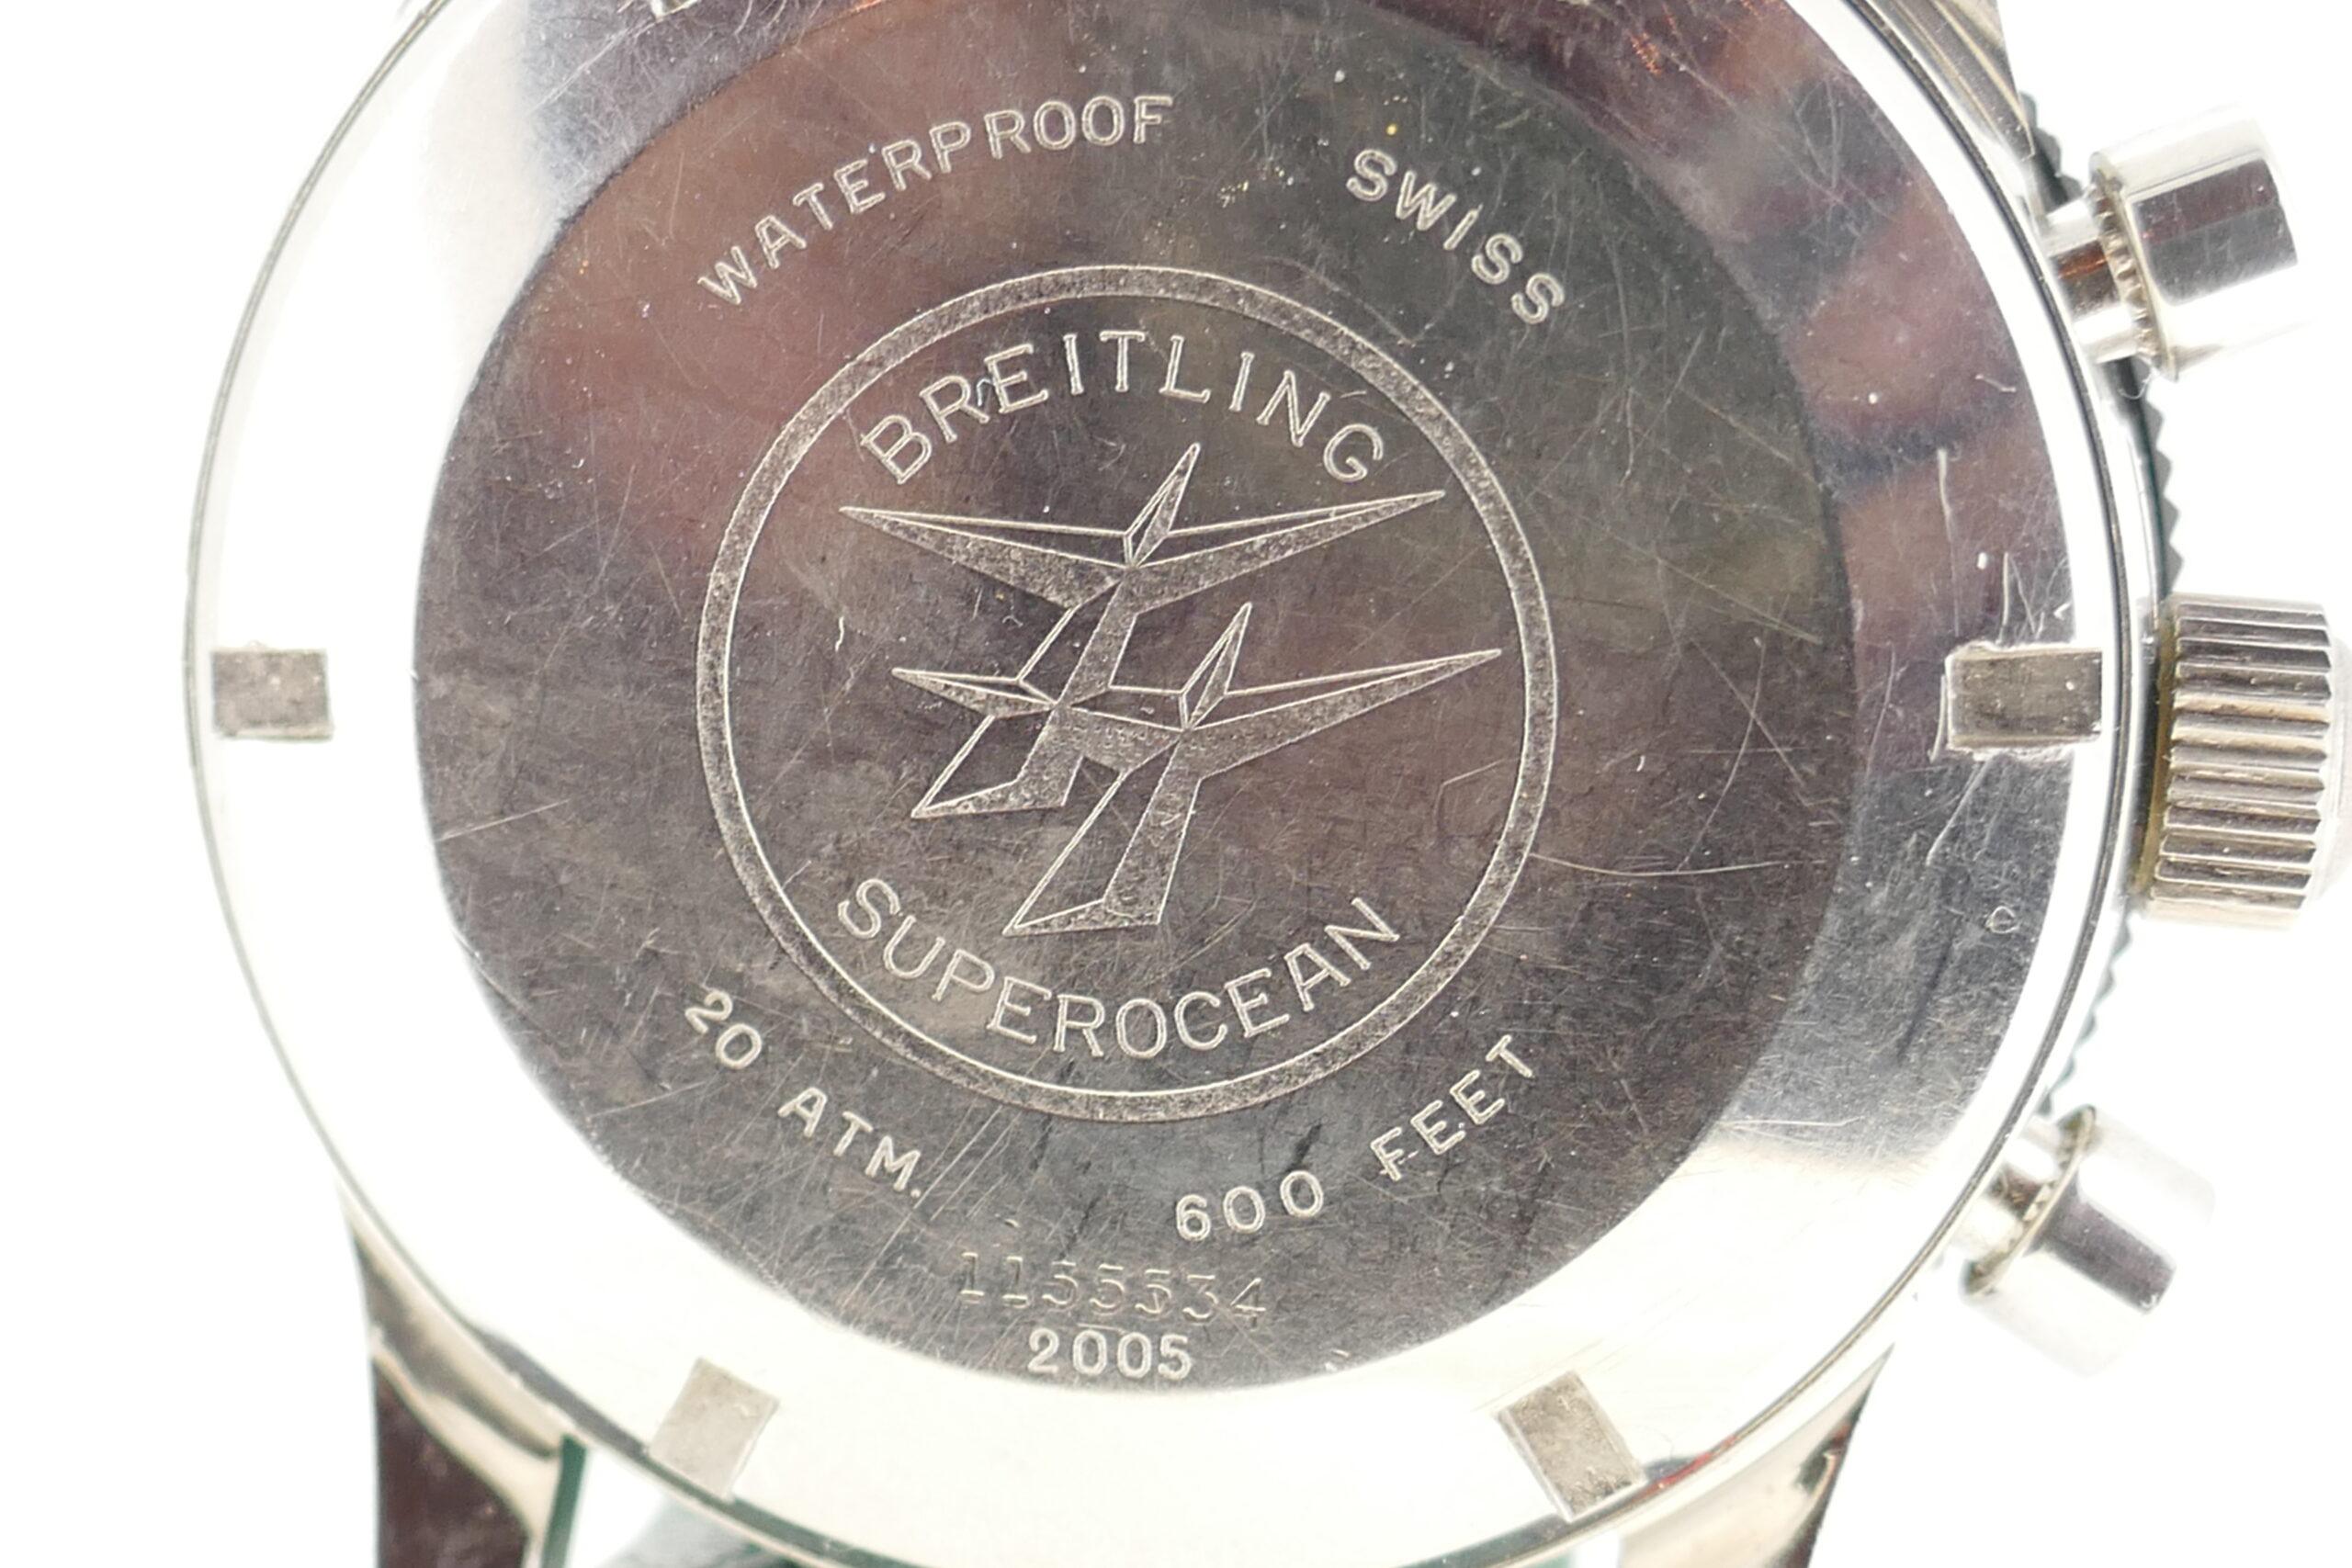 WATERPROOF SWISS
BREITLING
SUPEROCEAN
20 ATM. 600 FEET
1155534
2005